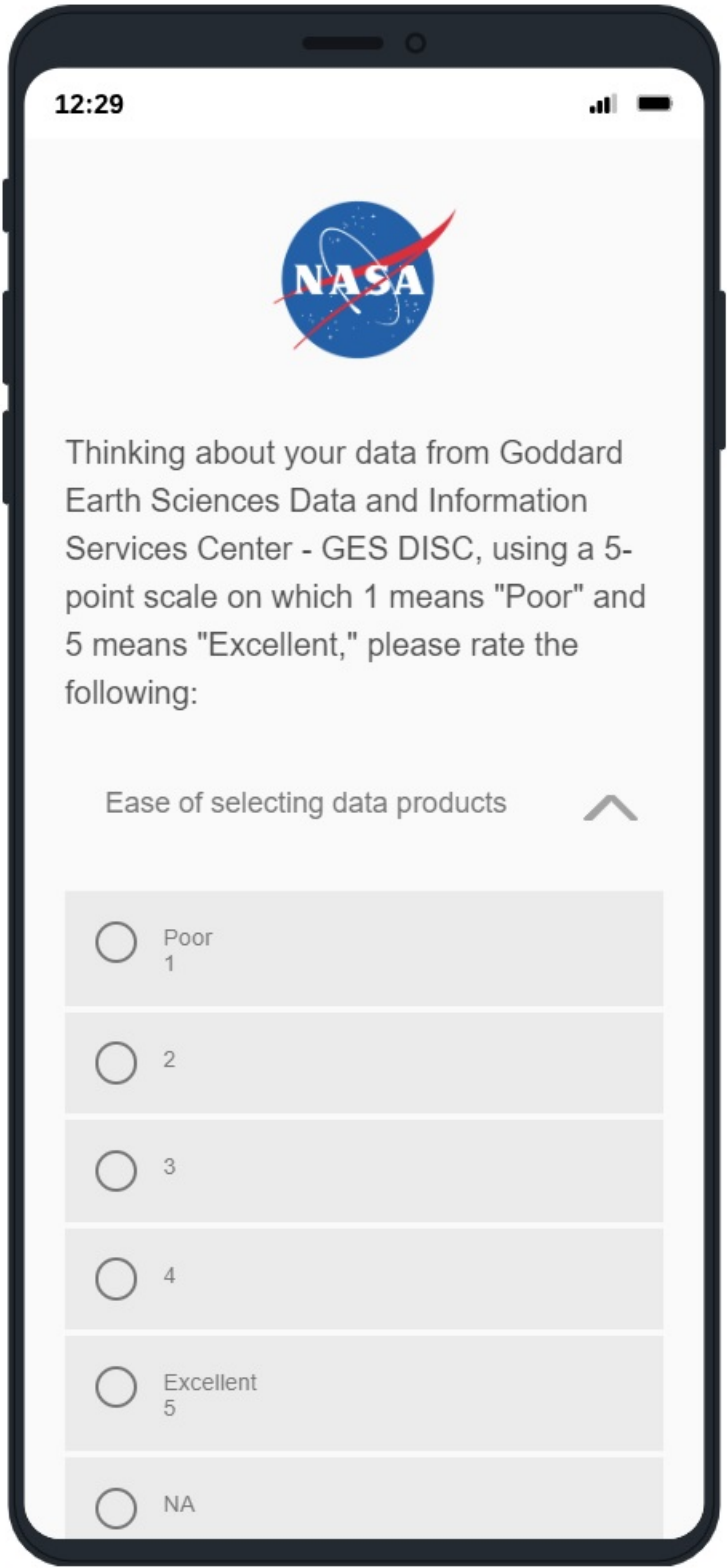 12:29
NASA
Thinking about your data from Goddard
Earth Sciences Data and Information
Services Center - GES DISC, using a 5-
point scale on which 1 means "Poor" and
5 means "Excellent," please rate the
following:
Ease of selecting data products
Poor
1
2
3
4
Excellent
5
NA